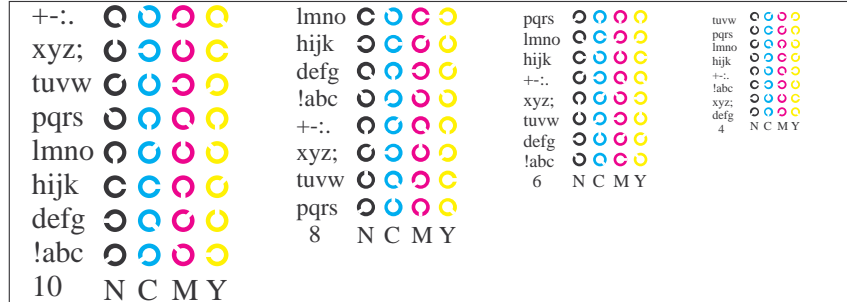 +-:.
xyz;
tuvw
pqrs
lmno
hijk
defg
!abc
10 N C M Y
lmno
hijk
defg
!abc
+-:.
xyz;
tuvw
pqrs
8 N C M Y
pqrs
lmno
hijk
+-:.
xyz;
tuvw
defg
!abc
6 N C M Y
tuvw
pqrs
lmno
hijk
+-:.
!abc
xyz;
defg
4 N C M Y